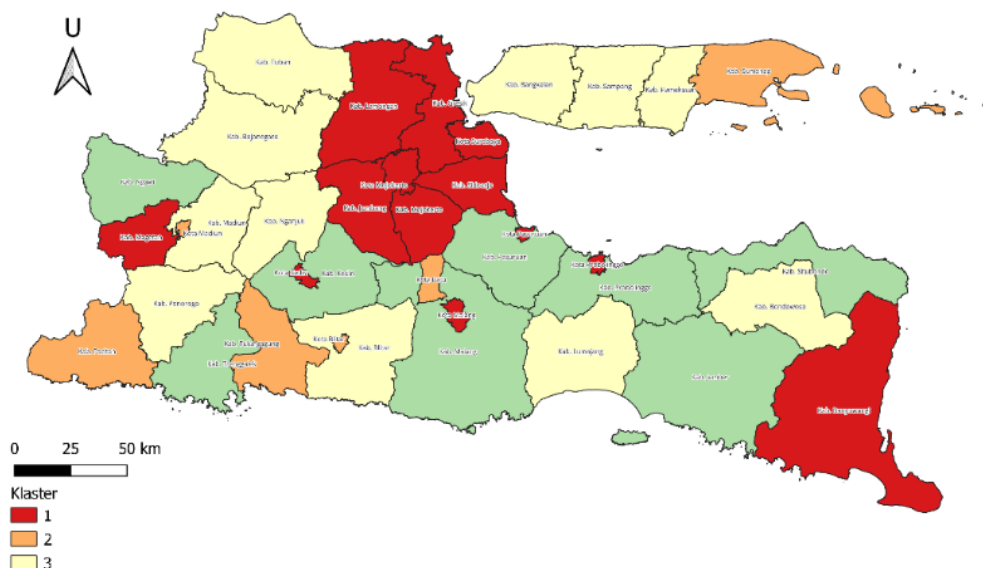 U
Kab. Tuban
Kab. Lamongan
Kab. Gresik
Kab. Bangkalan
Kab. Sampang
Kab. Pamekasan
Kab. Sumenep
Kab. Bojonegoro
Kota Surabaya
Kab. Ngawi
Kota Mojokerto
Kab. Sidoarjo
Kab. Jombang
Kab. Mojokerto
Kab. Magetan
Kab. Madiun
Kota Madiun
Kab. Nganjuk
Kota Pasuruan
Kab. Pasuruan
Kota Probolinggo
Kab. Probolinggo
Kab. Situbondo
Kab. Bondowoso
Kota Kediri
Kab. Kediri
Kota Batu
Kota Malang
Kab. Malang
Kab. Ponorogo
Kab. Pacitan
Kab. Trenggalek
Kab. Tulungagung
Kota Blitar
Kab. Blitar
Kab. Lumajang
Kab. Jember
Kab. Banyuwangi
0 25 50 km
Klaster
1
2
3